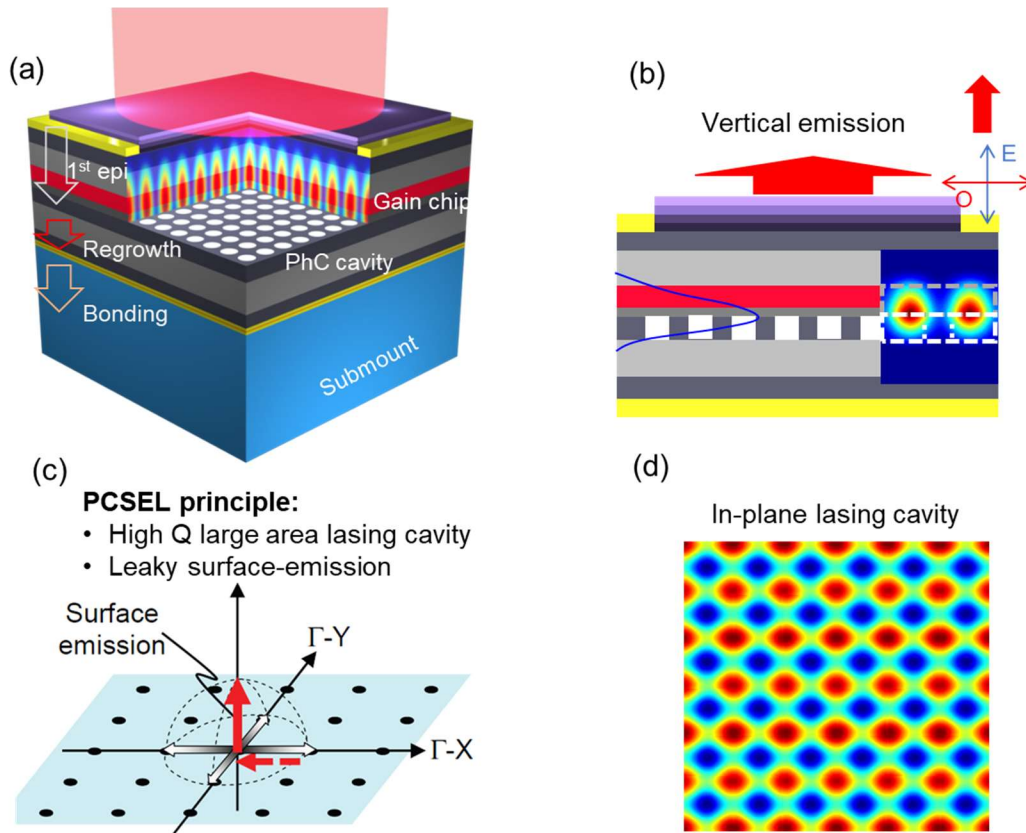 (a)
1st epi
Gain chip
Regrowth
PhC cavity
Bonding
Submount
(b)
Vertical emission
E
O
(c)
PCSEL principle:
• High Q large area lasing cavity
• Leaky surface-emission
Surface
emission
Γ-Y
Γ-X
(d)
In-plane lasing cavity